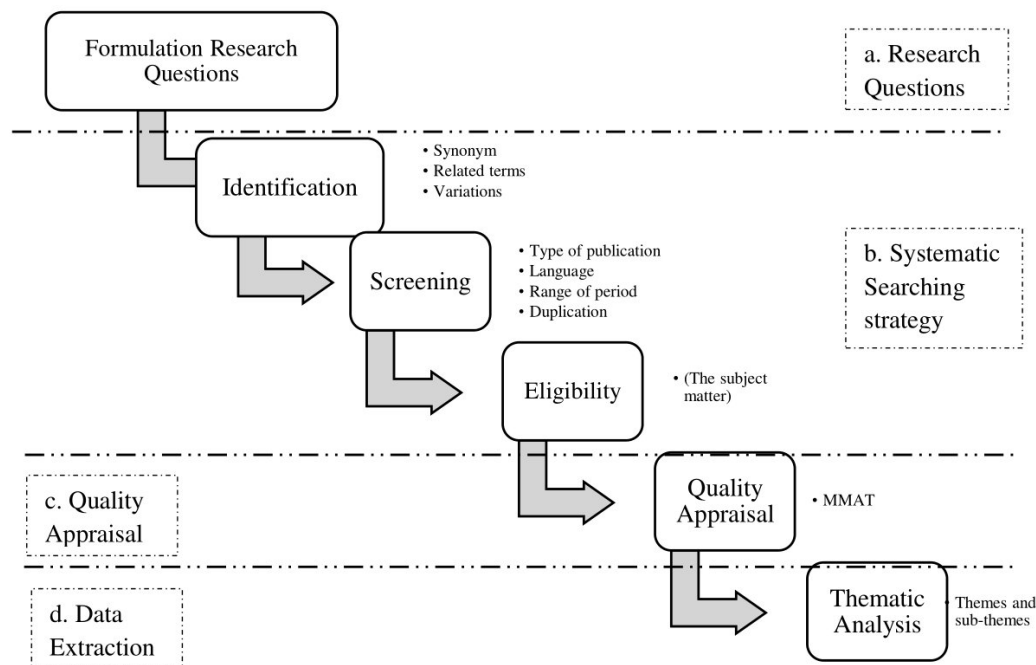 Formulation Research
Questions
a. Research
Questions
Identification
• Synonym
• Related terms
• Variations
b. Systematic
Searching
strategy
Screening
• Type of publication
• Language
• Range of period
• Duplication
Eligibility
• (The subject
matter)
c. Quality
Appraisal
Quality
Appraisal
• MMAT
d. Data
Extraction
Thematic
Analysis
• Themes and
sub-themes